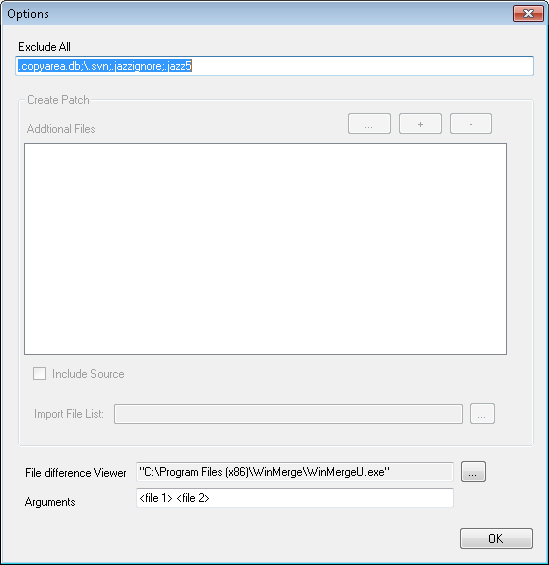 Options
Exclude All
.copyarea.db;\.svn;.jazzignore;.jazz5
Create Patch
Addtional Files
...
+
-
Include Source
Import File List:
...
File difference Viewer
"C:\Program Files (x86)\WinMerge\WinMergeU.exe"
...
Arguments
<file 1> <file 2>
OK